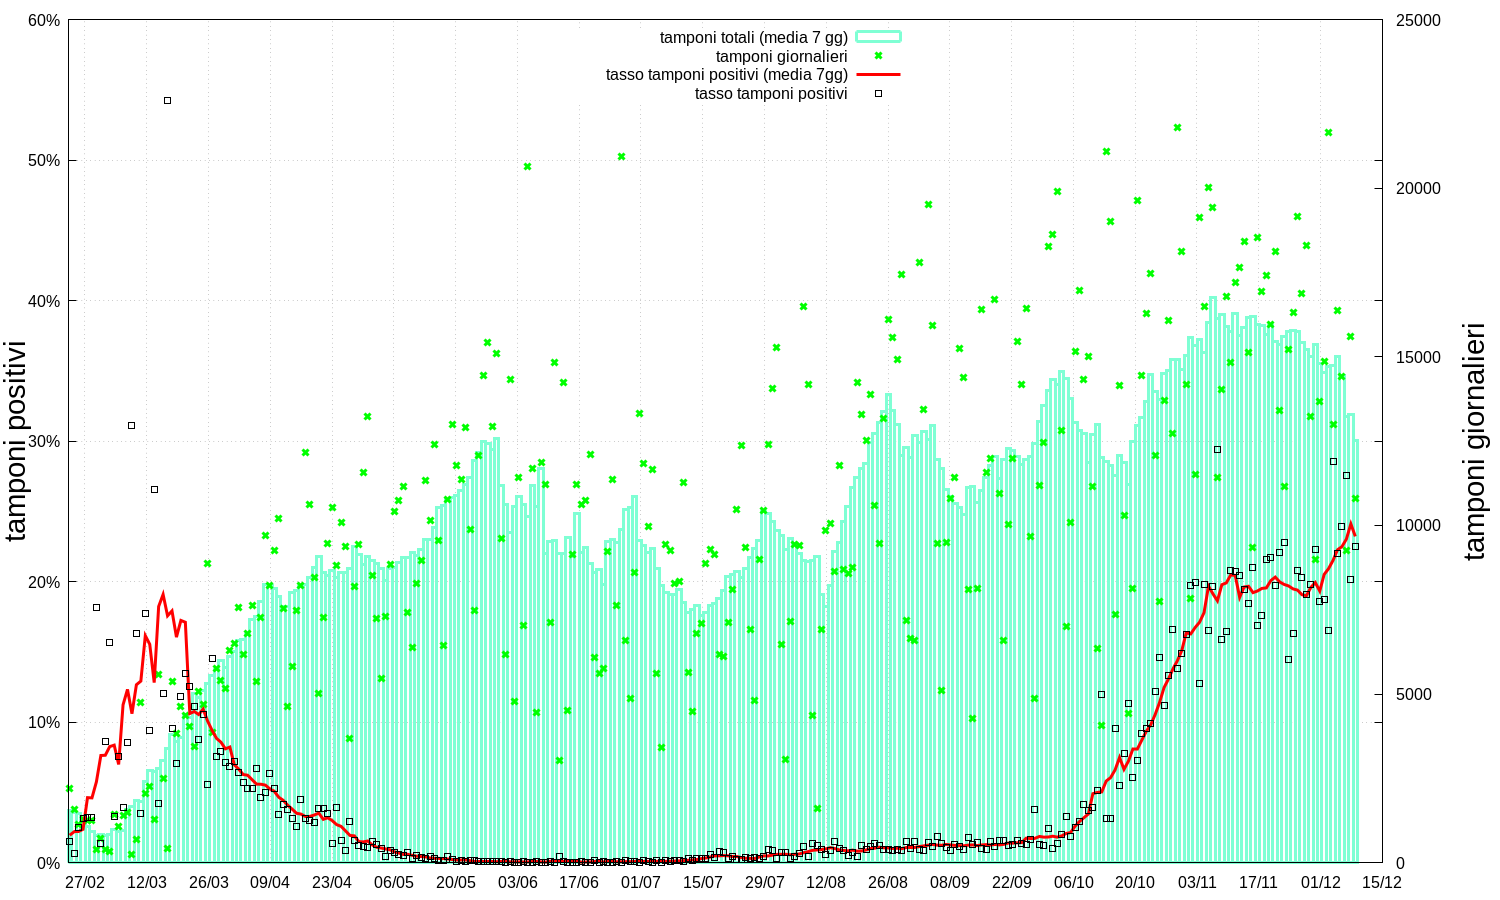 60%
50%
40%
30%
20%
10%
0%
tamponi positivi
tamponi totali (media 7 gg)
tamponi giornalieri
tasso tamponi positivi (media 7gg)
tasso tamponi positivi
25000
20000
15000
10000
5000
0
tamponi giornalieri
27/02 12/03 26/03 09/04 23/04 06/05 20/05 03/06 17/06 01/07 15/07 29/07 12/08 26/08 08/09 22/09 06/10 20/10 03/11 17/11 01/12 15/12